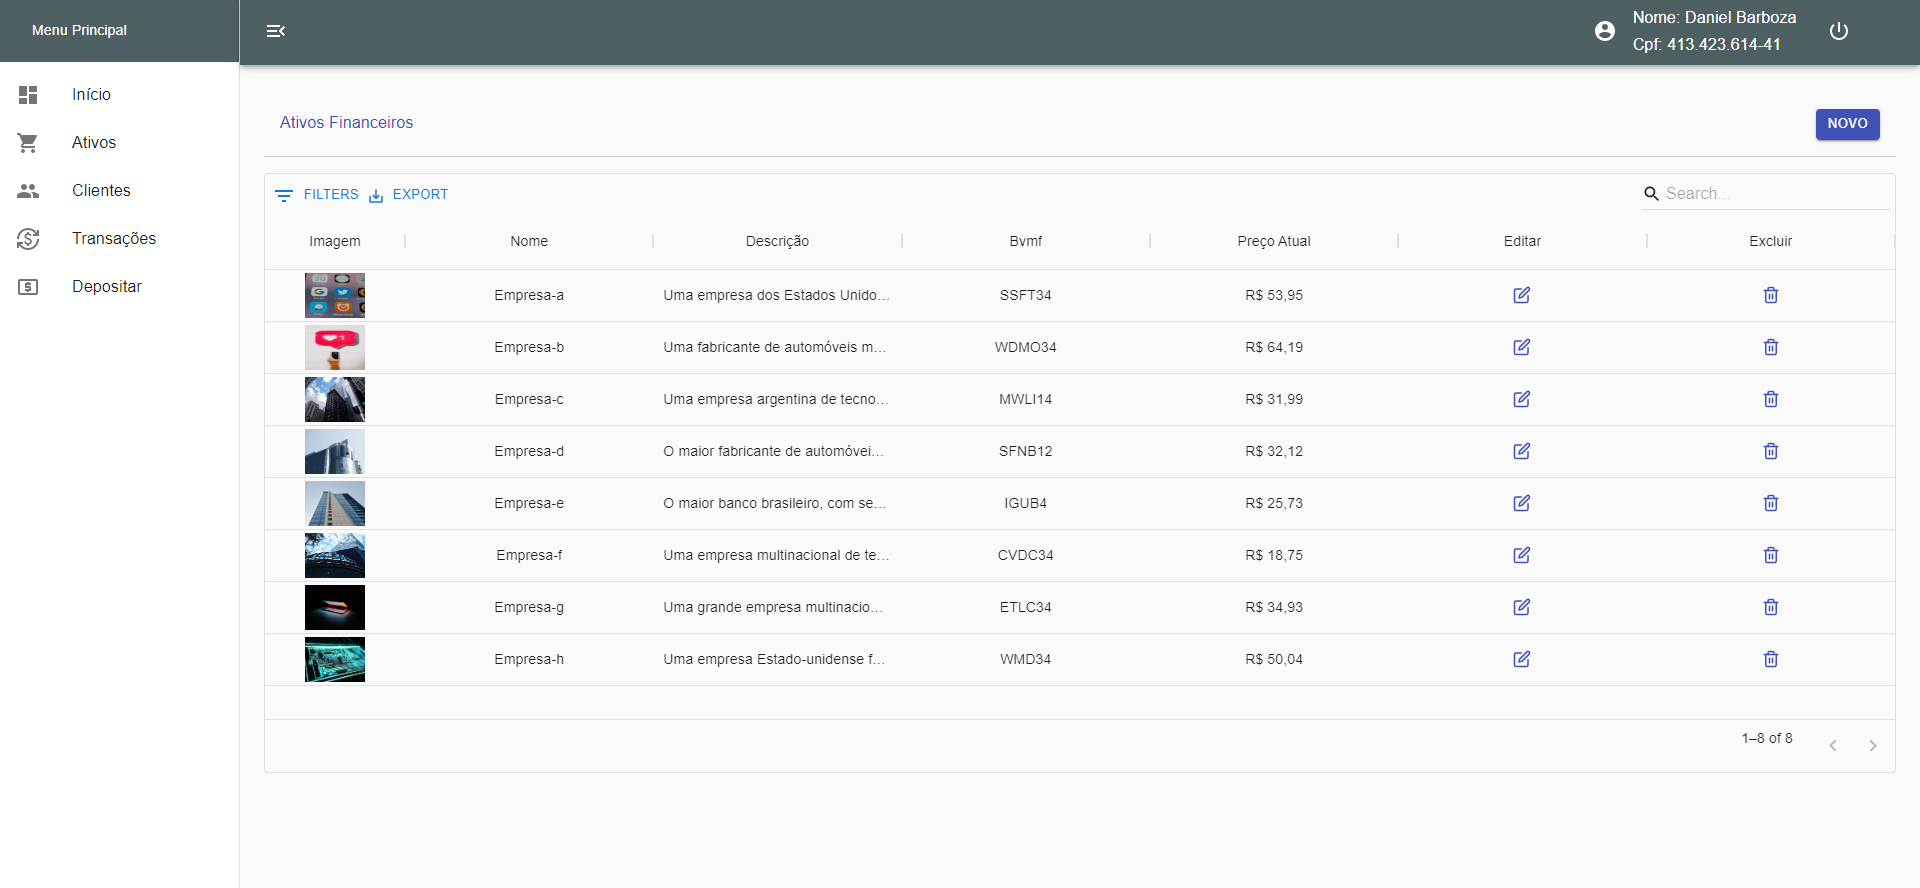 Menu Principal
Nome: Daniel Barboza
Cpf: 413.423.614-41
Início
Ativos
Clientes
Transações
Depositar
Ativos Financeiros
NOVO
FILTERS EXPORT
Search...
Imagem Nome Descrição Bvmf Preço Atual Editar Excluir
Empresa-a Uma empresa dos Estados Unido... SSFT34 R$ 53,95
Empresa-b Uma fabricante de automóveis m... WDMO34 R$ 64,19
Empresa-c Uma empresa argentina de tecno... MWLI14 R$ 31,99
Empresa-d O maior fabricante de automóvei... SFNB12 R$ 32,12
Empresa-e O maior banco brasileiro, com se... IGUB4 R$ 25,73
Empresa-f Uma empresa multinacional de te... CVDC34 R$ 18,75
Empresa-g Uma grande empresa multinacio... ETLC34 R$ 34,93
Empresa-h Uma empresa Estado-unidense f... WMD34 R$ 50,04
1–8 of 8